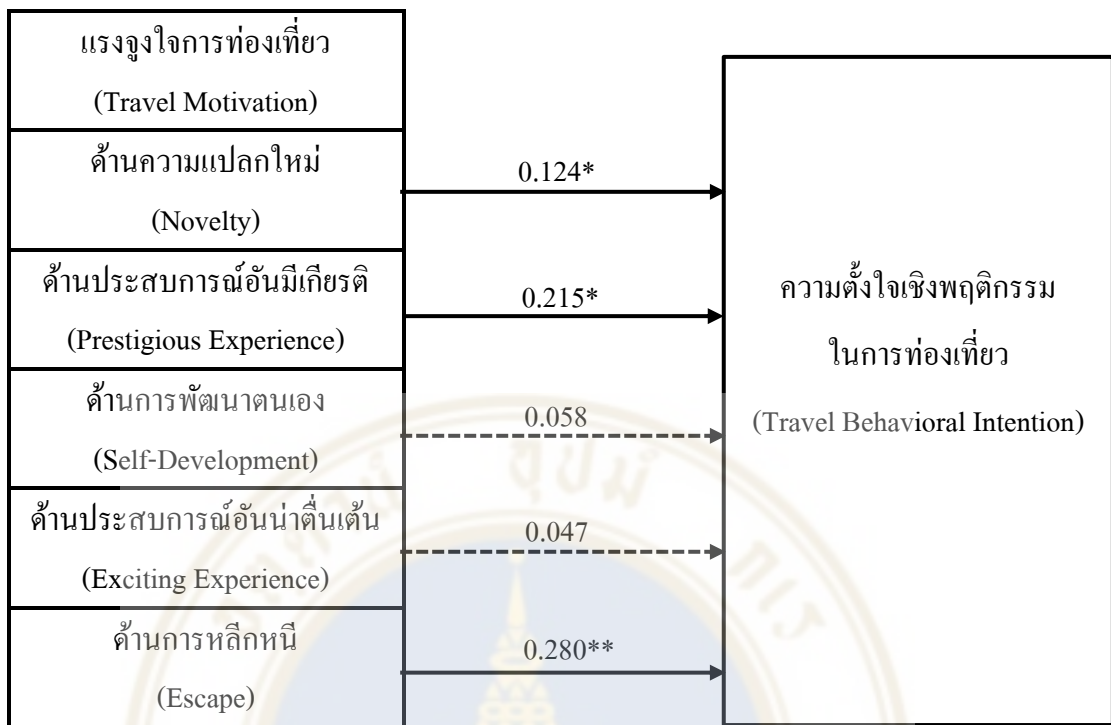 แรงจูงใจการท่องเที่ยว
(Travel Motivation)
ด้านความแปลกใหม่
(Novelty)
0.124*
ด้านประสบการณ์อันมีเกียรติ
(Prestigious Experience)
0.215*
ด้านการพัฒนาตนเอง
(Self-Development)
0.058
ด้านประสบการณ์อันน่าตื่นเต้น
(Exciting Experience)
0.047
ด้านการหลีกหนี
(Escape)
0.280**
ความตั้งใจเชิงพฤติกรรม
ในการท่องเที่ยว
(Travel Behavioral Intention)